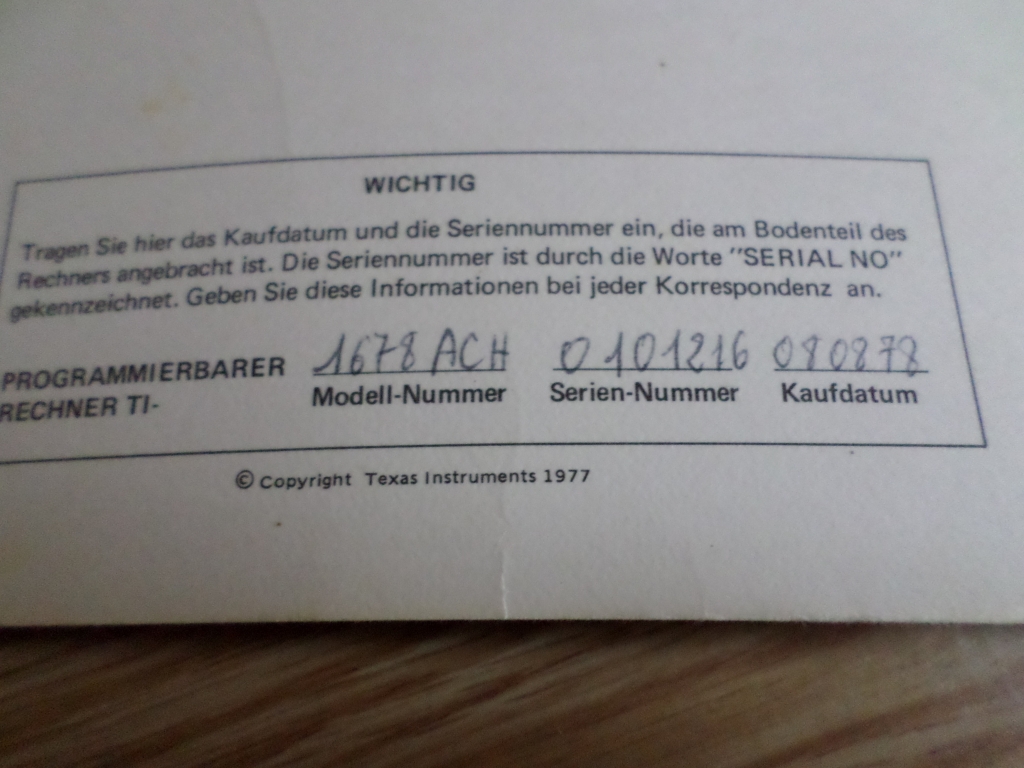 WICHTIG
Tragen Sie hier das Kaufdatum und die Seriennummer ein, die am Bodenteil des
Rechners angebracht ist. Die Seriennummer ist durch die Worte "SERIAL NO"
gekennzeichnet. Geben Sie diese Informationen bei jeder Korrespondenz an.
PROGRAMMIERBARER 1678 ACH 0101216 080878
RECHNER TI- Modell-Nummer Serien-Nummer Kaufdatum
© Copyright Texas Instruments 1977